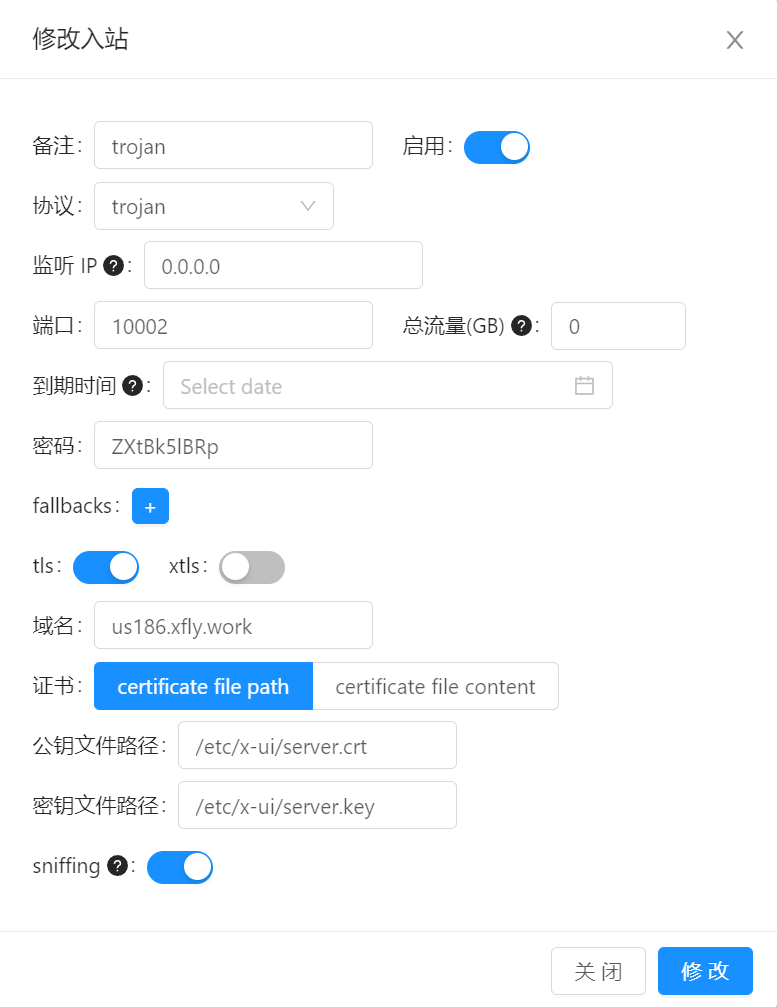 修改入站
备注: trojan 启用:
协议: trojan
监听 IP ?: 0.0.0.0
端口: 10002 总流量(GB) ?: 0
到期时间 ?: Select date
密码: ZXtBk5lBRp
fallbacks: +
tls: xtls:
域名: us186.xfly.work
证书: certificate file path certificate file content
公钥文件路径: /etc/x-ui/server.crt
密钥文件路径: /etc/x-ui/server.key
sniffing ?:
关 闭 修 改